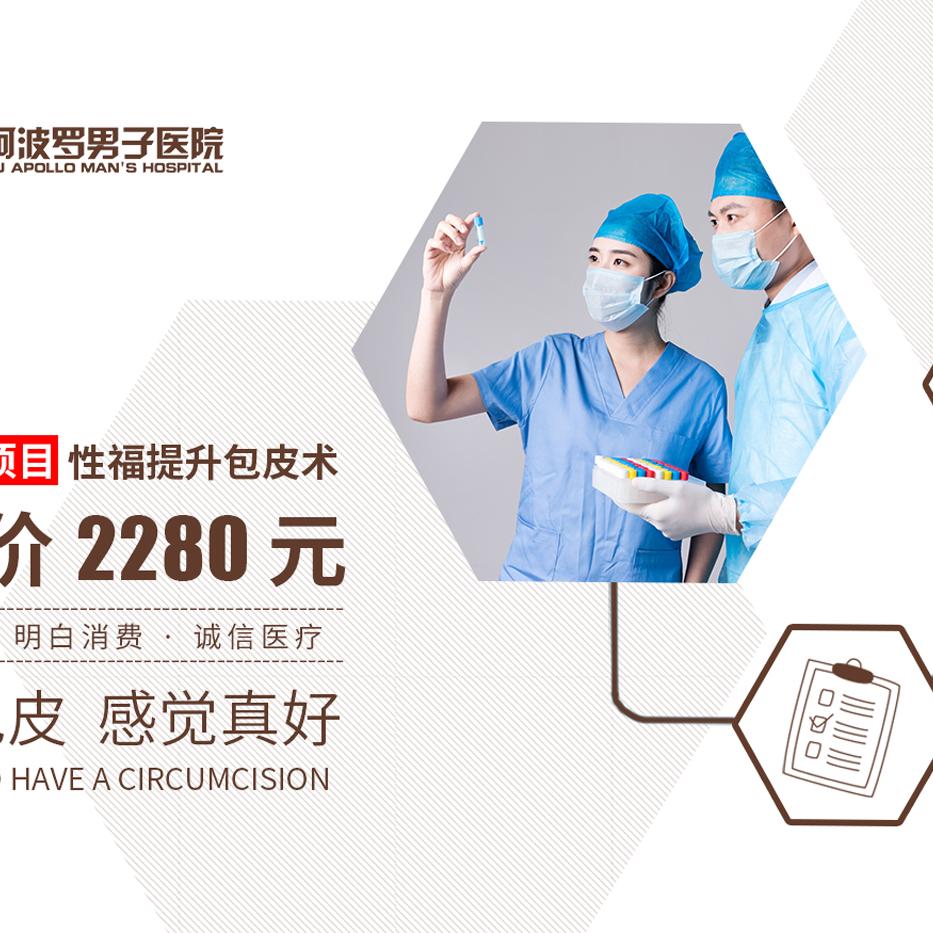 阿波罗男子医院
APOLLO MAN'S HOSPITAL
项目 性福提升包皮术
价 2280 元
明白消费 · 诚信医疗
皮 感觉真好
HAVE A CIRCUMCISION